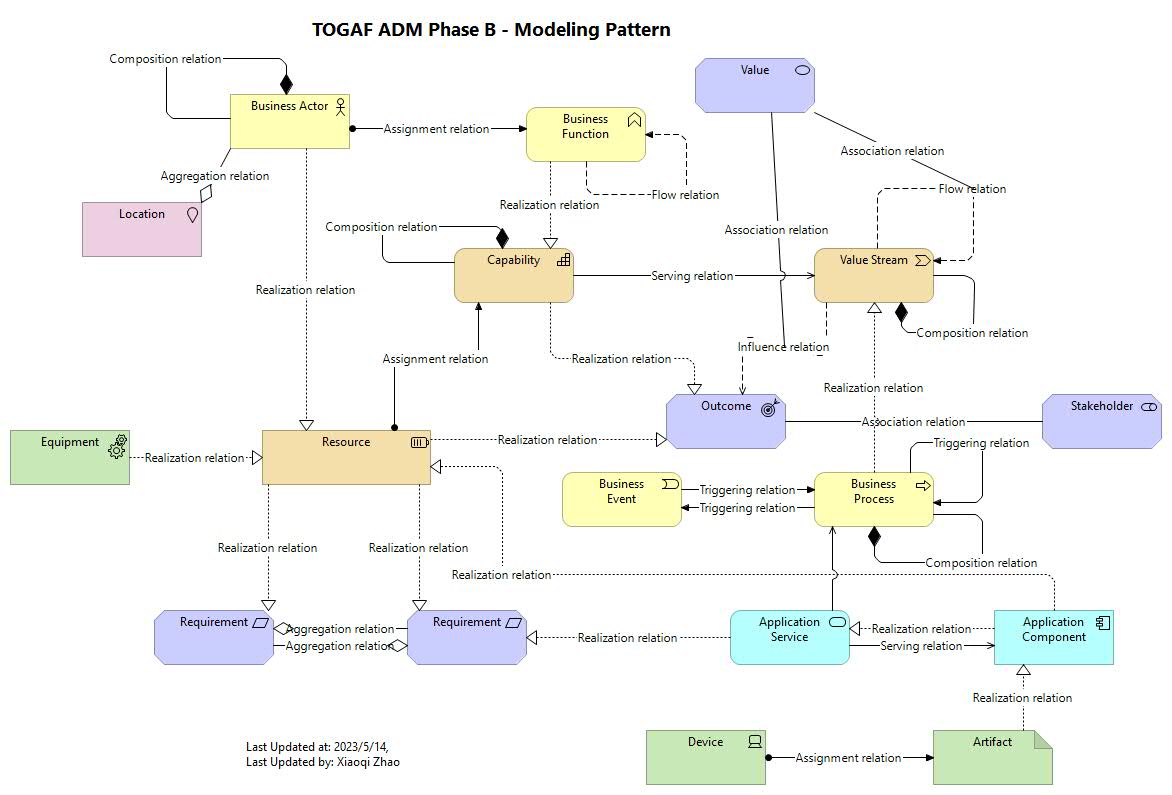 TOGAF ADM Phase B - Modeling Pattern
Composition relation
Value
Business Actor
Business
Function
Assignment relation
Association relation
Aggregation relation
Flow relation
Flow relation
Realization relation
Location
Composition relation
Association relation
Capability
Value Stream
Serving relation
Realization relation
Composition relation
Influence relation
Assignment relation
Realization relation
Realization relation
Outcome
Stakeholder
Association relation
Equipment
Resource
Realization relation
Triggering relation
Realization relation
Business
Event
Triggering relation
Triggering relation
Business
Process
Realization relation
Realization relation
Composition relation
Realization relation
Requirement
Requirement
Application
Service
Application
Component
Aggregation relation
Aggregation relation
Realization relation
Realization relation
Serving relation
Realization relation
Device
Artifact
Assignment relation
Last Updated at: 2023/5/14,
Last Updated by: Xiaoqi Zhao